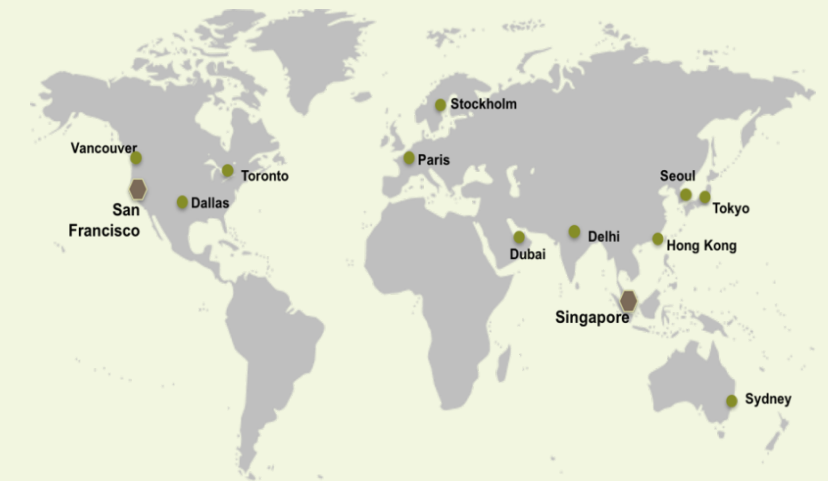 Stockholm
Vancouver
Paris
Toronto
Seoul
Dallas
San
Francisco
Tokyo
Delhi
Hong Kong
Dubai
Singapore
Sydney